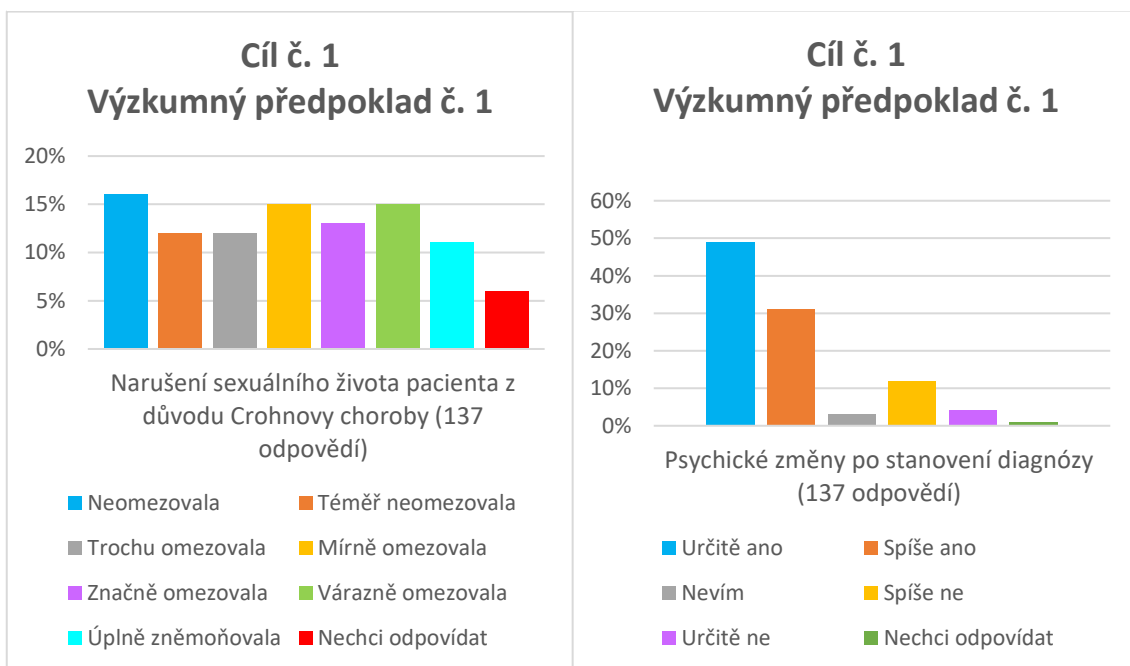 Cíl č. 1
Výzkumný předpoklad č. 1
20%
15%
10%
5%
0%
Narušení sexuálního života pacienta z
důvodu Crohnovy choroby (137
odpovědí)
Neomezovala
Téměř neomezovala
Trochu omezovala
Mírně omezovala
Značně omezovala
Várazně omezovala
Úplně zněmoňovala
Nechci odpovídat
Cíl č. 1
Výzkumný předpoklad č. 1
60%
50%
40%
30%
20%
10%
0%
Psychické změny po stanovení diagnózy
(137 odpovědí)
Určitě ano
Spíše ano
Nevím
Spíše ne
Určitě ne
Nechci odpovídat